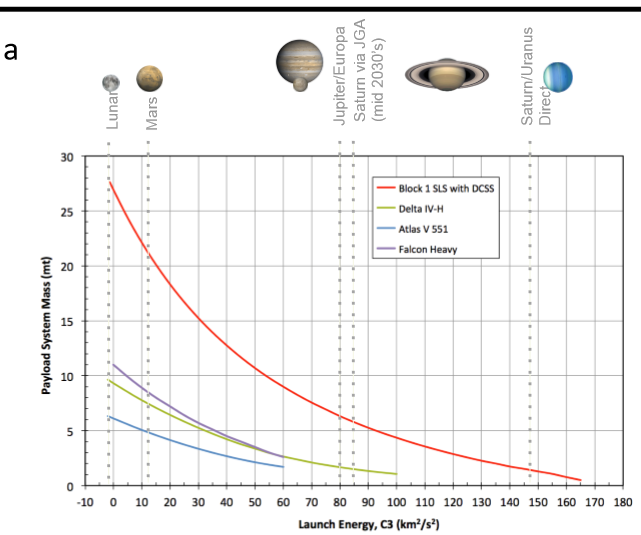 a
Lunar
Mars
Jupiter/Europa
Saturn via JGA
(mid 2030's)
Saturn/Uranus
Direct
30
25
20
15
10
5
0
Payload System Mass (mt)
Block 1 SLS with DCSS
Delta IV-H
Atlas V 551
Falcon Heavy
-10 0 10 20 30 40 50 60 70 80 90 100 110 120 130 140 150 160 170 180
Launch Energy, C3 (km²/s²)